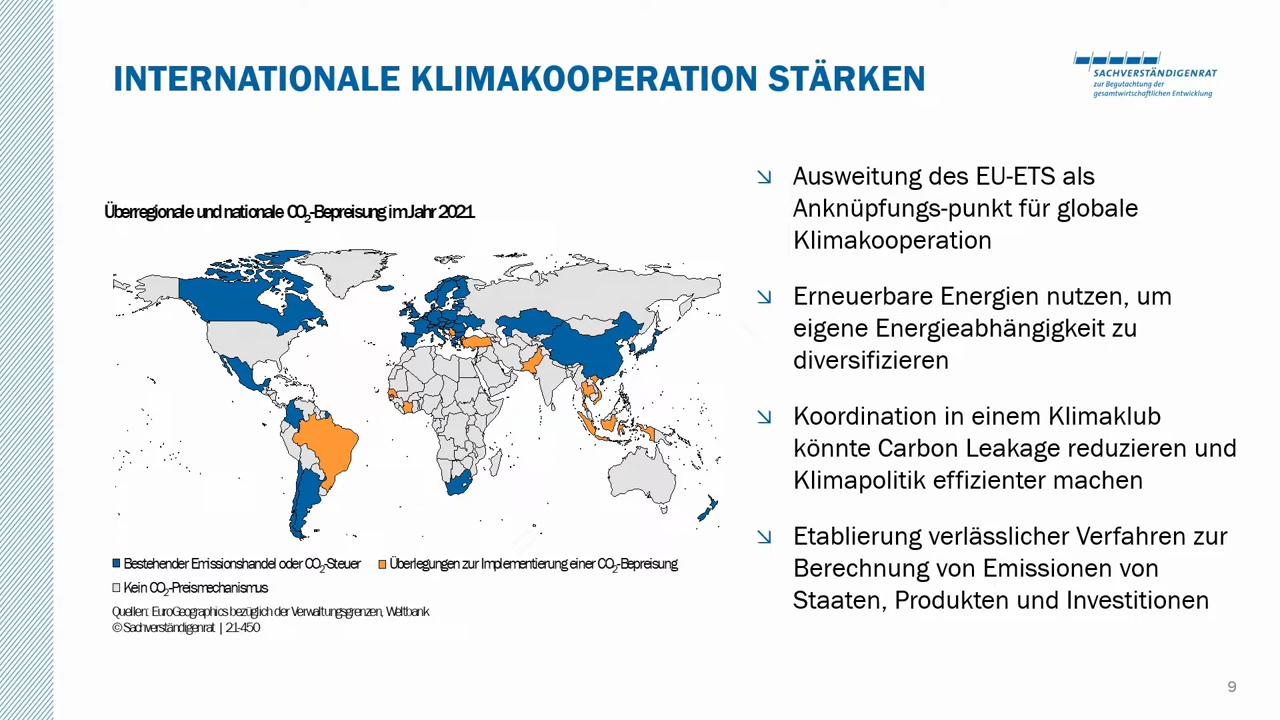 INTERNATIONALE KLIMAKOOPERATION STÄRKEN
SACHVERSTÄNDIGENRAT
zur Begutachtung der
gesamtwirtschaftlichen Entwicklung
Überregionale und nationale CO₂-Bepreisung im Jahr 2021
Bestehender Emissionshandel oder CO₂-Steuer
Überlegungen zur Implementierung einer CO₂-Bepreisung
Kein CO₂-Preismechanismus
Quellen: EuroGeographics bezüglich der Verwaltungsgrenzen, Weltbank
© Sachverständigenrat | 21-450
Ausweitung des EU-ETS als
Anknüpfungs-punkt für globale
Klimakooperation
Erneuerbare Energien nutzen, um
eigene Energieabhängigkeit zu
diversifizieren
Koordination in einem Klimaklub
könnte Carbon Leakage reduzieren und
Klimapolitik effizienter machen
Etablierung verlässlicher Verfahren zur
Berechnung von Emissionen von
Staaten, Produkten und Investitionen
9